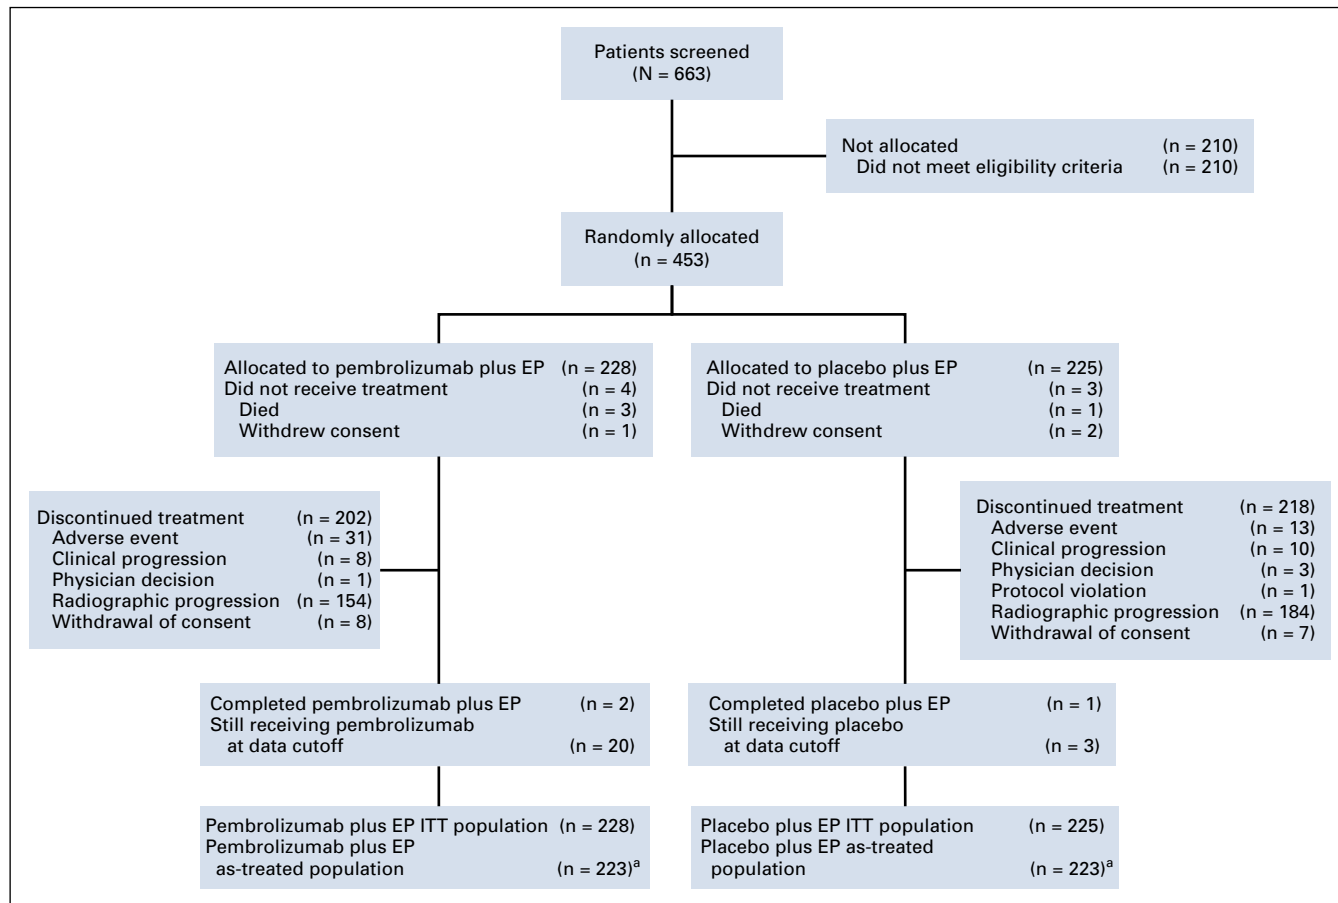 Patients screened
(N = 663)
Not allocated (n = 210)
Did not meet eligibility criteria (n = 210)
Randomly allocated
(n = 453)
Allocated to pembrolizumab plus EP (n = 228)
Did not receive treatment (n = 4)
Died (n = 3)
Withdrew consent (n = 1)
Allocated to placebo plus EP (n = 225)
Did not receive treatment (n = 3)
Died (n = 1)
Withdrew consent (n = 2)
Discontinued treatment (n = 202)
Adverse event (n = 31)
Clinical progression (n = 8)
Physician decision (n = 1)
Radiographic progression (n = 154)
Withdrawal of consent (n = 8)
Discontinued treatment (n = 218)
Adverse event (n = 13)
Clinical progression (n = 10)
Physician decision (n = 3)
Protocol violation (n = 1)
Radiographic progression (n = 184)
Withdrawal of consent (n = 7)
Completed pembrolizumab plus EP (n = 2)
Still receiving pembrolizumab
at data cutoff (n = 20)
Completed placebo plus EP (n = 1)
Still receiving placebo
at data cutoff (n = 3)
Pembrolizumab plus EP ITT population (n = 228)
Pembrolizumab plus EP
as-treated population (n = 223)a
Placebo plus EP ITT population (n = 225)
Placebo plus EP as-treated
population (n = 223)a